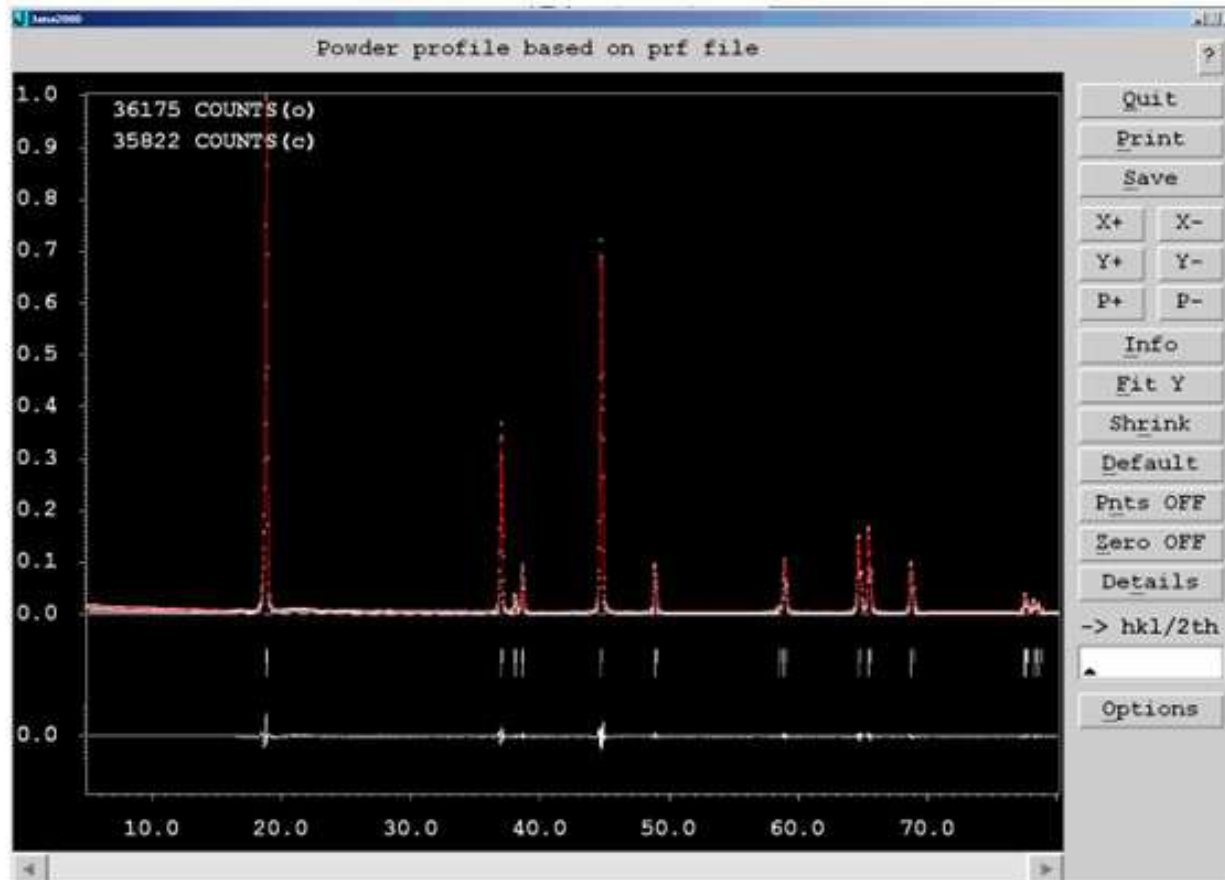 Jana2000
Powder profile based on prf file
?
36175 COUNTS(o)
35822 COUNTS(c)
1.0
0.9
0.8
0.7
0.6
0.5
0.4
0.3
0.2
0.1
0.0
0.0
10.0 20.0 30.0 40.0 50.0 60.0 70.0
Quit
Print
Save
X+ X-
Y+ Y-
P+ P-
Info
Fit Y
Shrink
Default
Pnts OFF
Zero OFF
Details
-> hkl/2th
Options